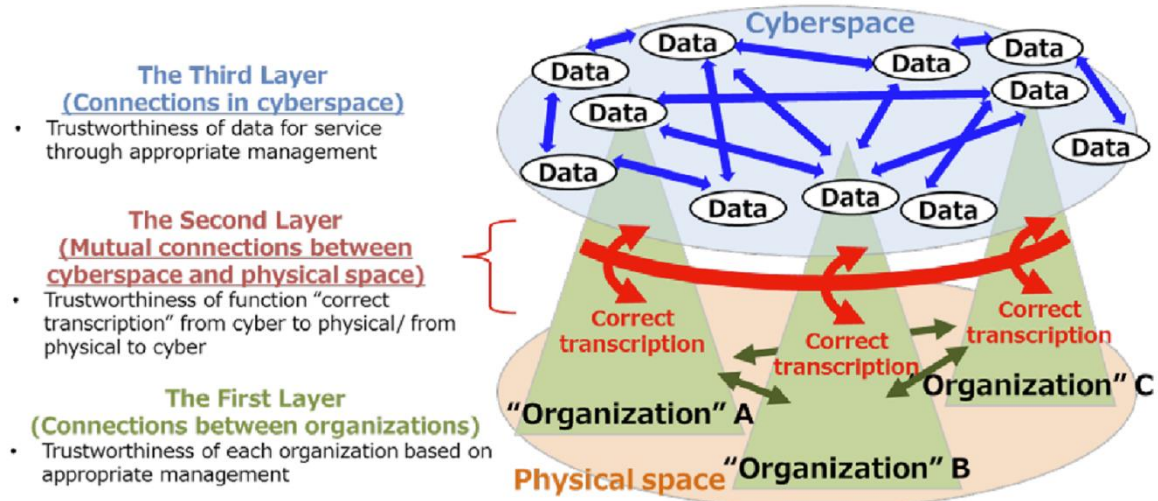 The Third Layer
(Connections in cyberspace)
• Trustworthiness of data for service
through appropriate management
The Second Layer
(Mutual connections between
cyberspace and physical space)
• Trustworthiness of function “correct
transcription” from cyber to physical/ from
physical to cyber
The First Layer
(Connections between organizations)
• Trustworthiness of each organization based on
appropriate management
Cyberspace
Data
Data
Data
Data
Data
Data
Data
Data
Data
Data
Data
Correct
transcription
Correct
transcription
Correct
transcription
“Organization” A
“Organization” B
“Organization” C
Physical space